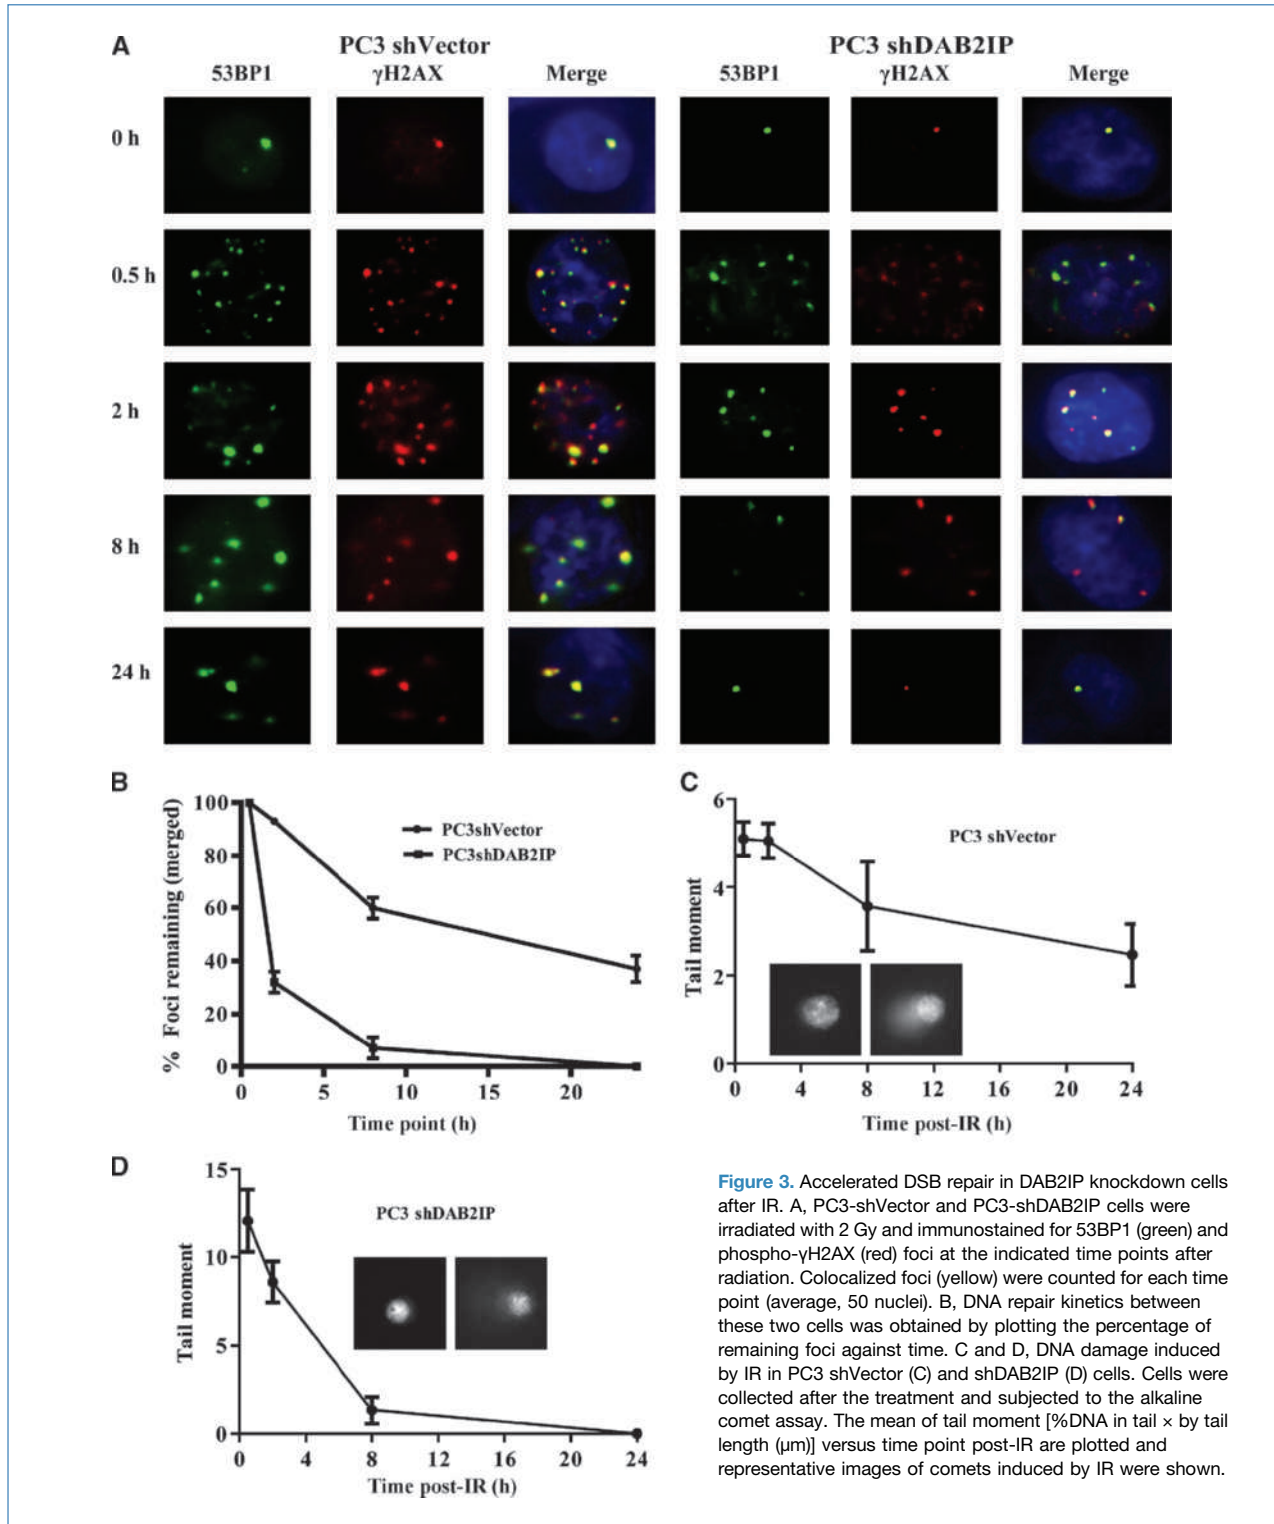 A
PC3 shVector
PC3 shDAB2IP
53BP1 γH2AX Merge 53BP1 γH2AX Merge
0 h
0.5 h
2 h
8 h
24 h
B
% Foci remaining (merged)
100
80
60
40
20
0
0 5 10 15 20
Time point (h)
PC3shVector
PC3shDAB2IP
C
Tail moment
6
4
2
0
0 4 8 12 16 20 24
Time post-IR (h)
PC3 shVector
D
Tail moment
15
10
5
0
0 4 8 12 16 20 24
Time post-IR (h)
PC3 shDAB2IP
Figure 3. Accelerated DSB repair in DAB2IP knockdown cells
after IR. A, PC3-shVector and PC3-shDAB2IP cells were
irradiated with 2 Gy and immunostained for 53BP1 (green) and
phospho-γH2AX (red) foci at the indicated time points after
radiation. Colocalized foci (yellow) were counted for each time
point (average, 50 nuclei). B, DNA repair kinetics between
these two cells was obtained by plotting the percentage of
remaining foci against time. C and D, DNA damage induced
by IR in PC3 shVector (C) and shDAB2IP (D) cells. Cells were
collected after the treatment and subjected to the alkaline
comet assay. The mean of tail moment [%DNA in tail × by tail
length (μm)] versus time point post-IR are plotted and
representative images of comets induced by IR were shown.